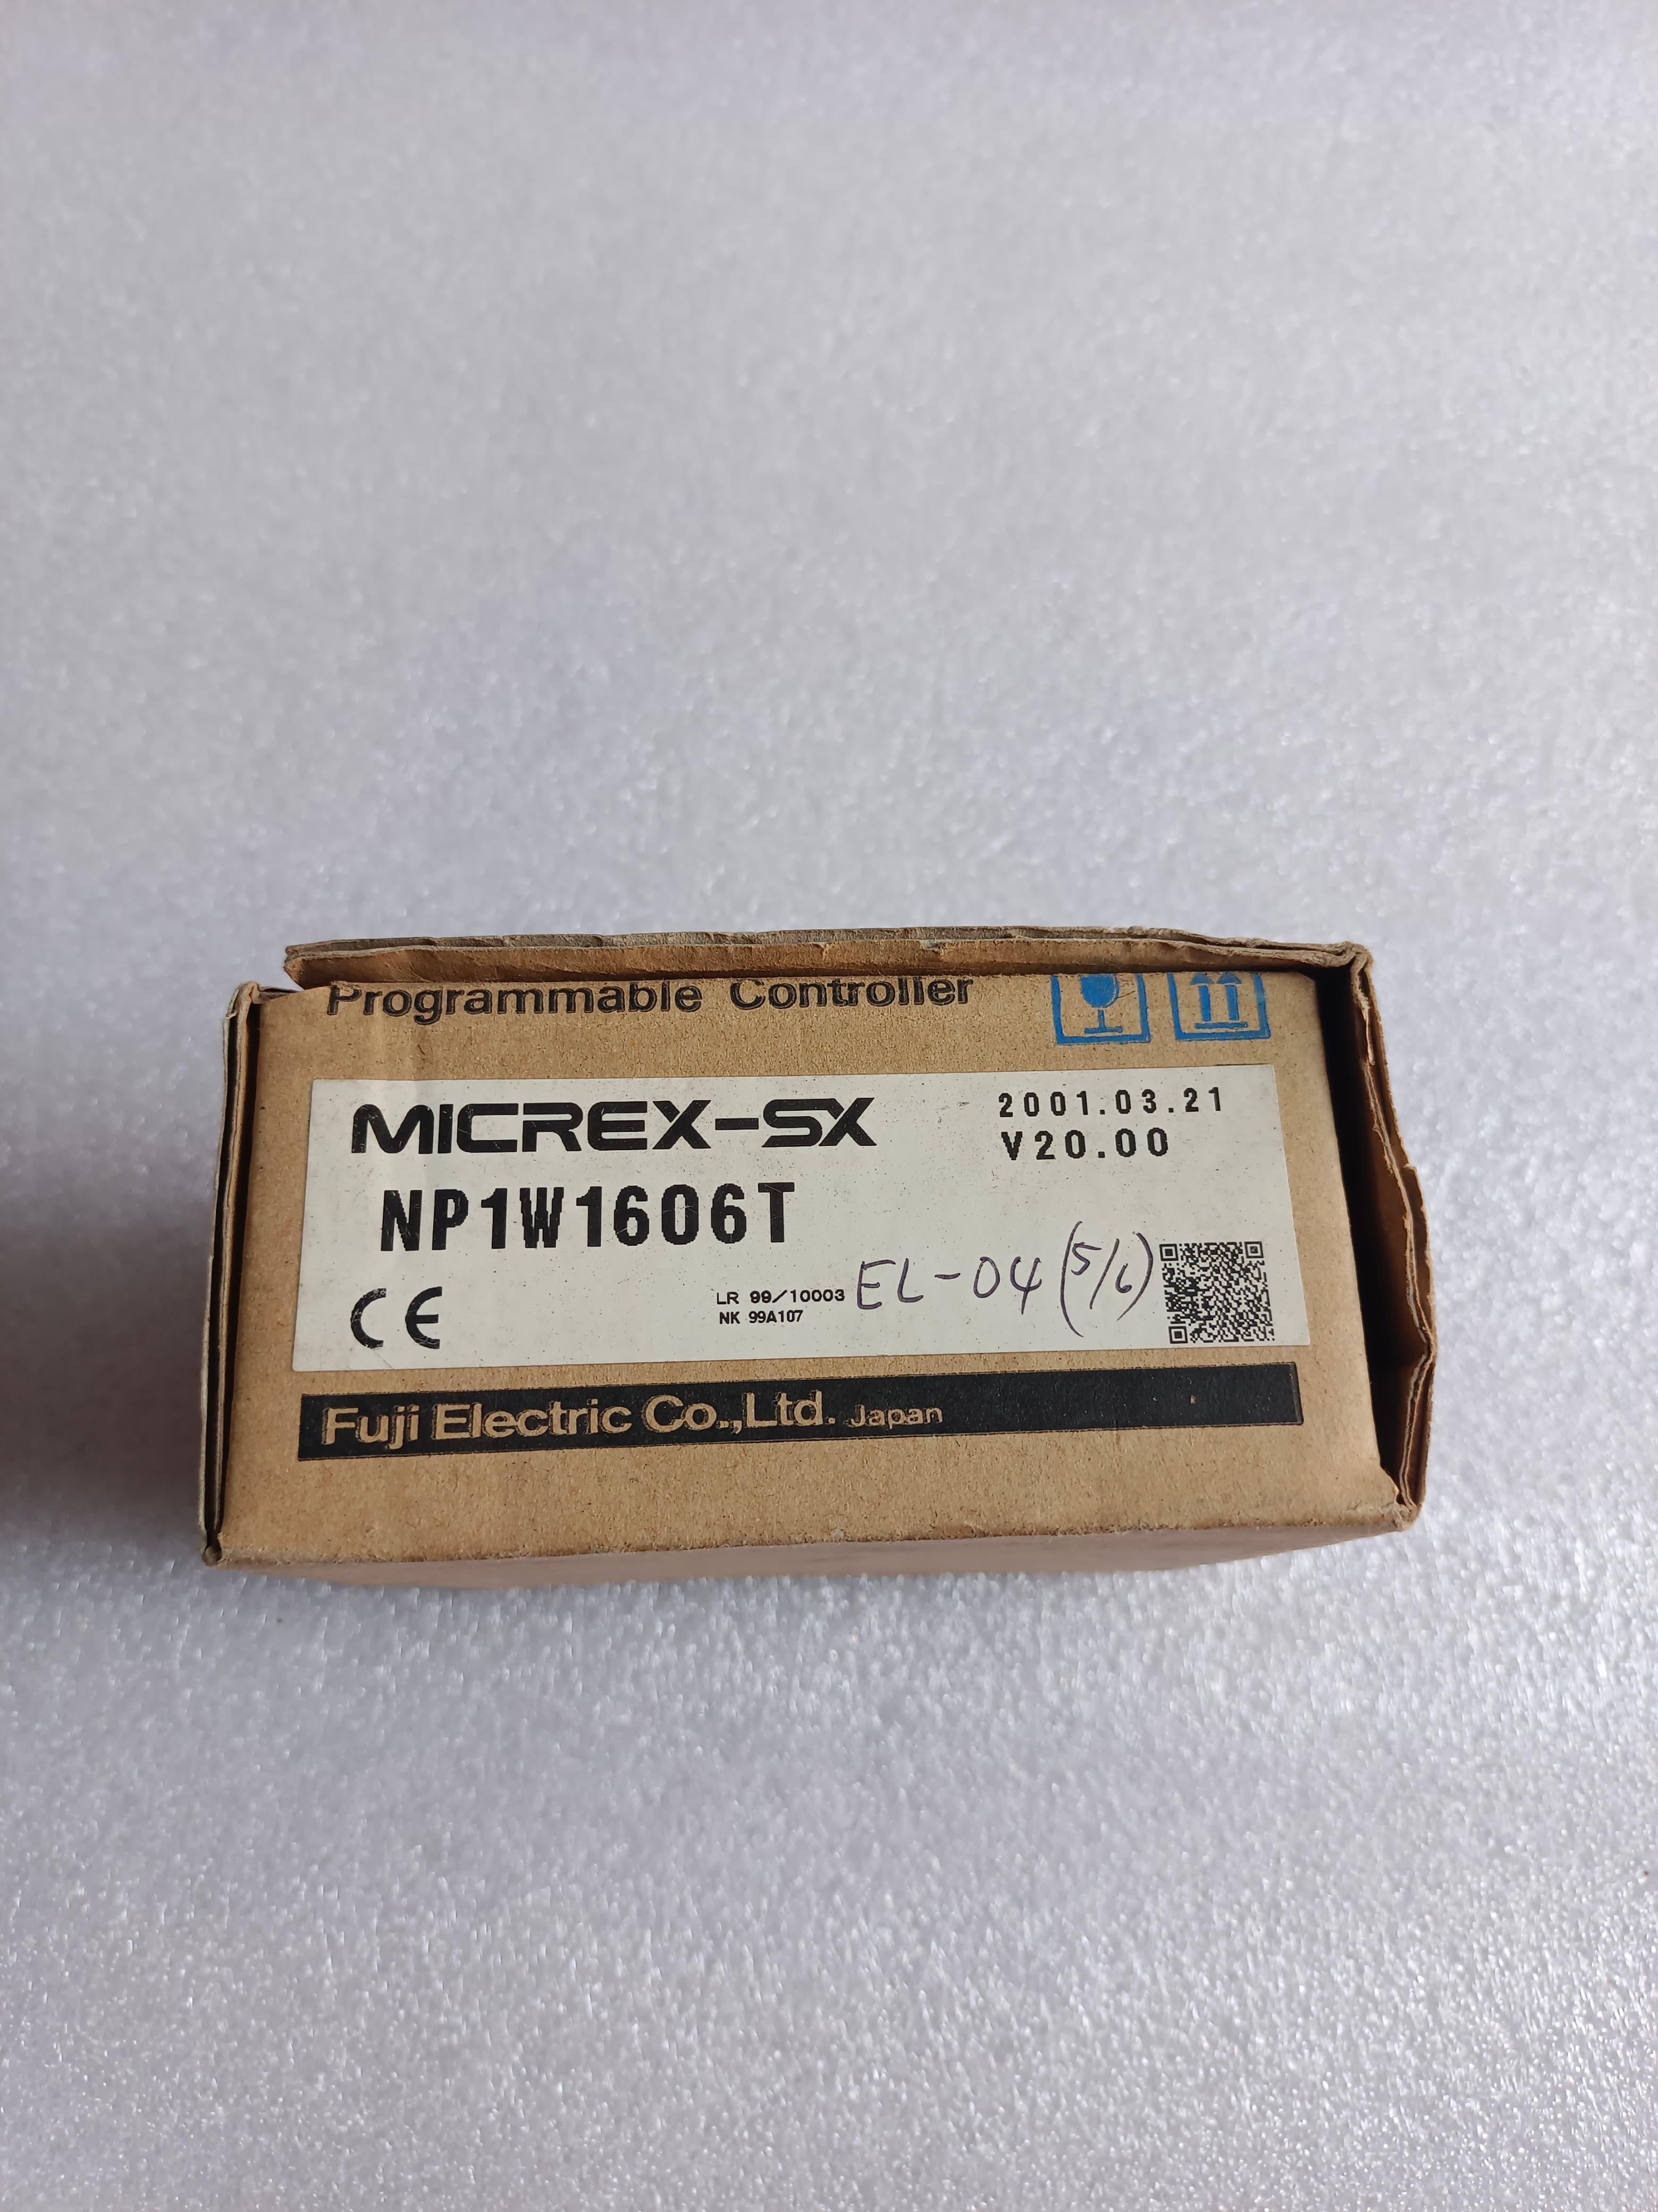 Programmable Controller
MICREX-SX
2001.03.21
V20.00
NP1W1606T
CE
LR 99/10003
NK 99A107
EL-04 (5/6)
Fuji Electric Co.,Ltd. Japan